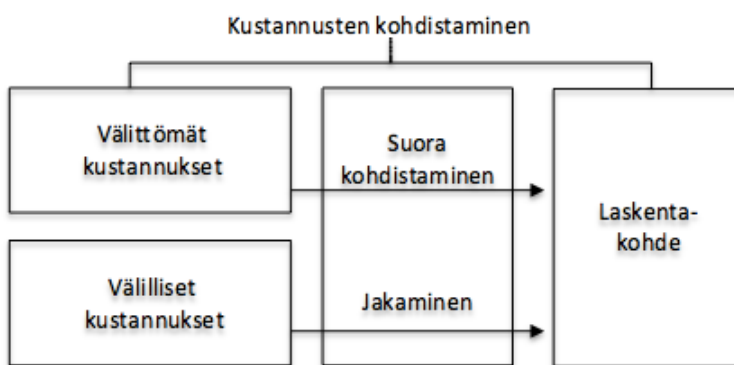 Kustannusten kohdistaminen
Välittömät
kustannukset
Suora
kohdistaminen
Laskenta-
kohde
Välilliset
kustannukset
Jakaminen